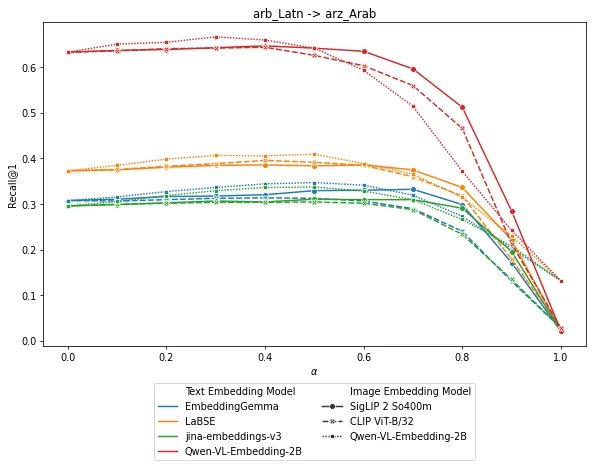 arb_Latn -> arz_Arab
Recall@1
0.6
0.5
0.4
0.3
0.2
0.1
0.0
0.0 0.2 0.4 0.6 0.8 1.0
α
Text Embedding Model
EmbeddingGemma
LaBSE
jina-embeddings-v3
Qwen-VL-Embedding-2B
Image Embedding Model
SigLIP 2 So400m
CLIP ViT-B/32
Qwen-VL-Embedding-2B